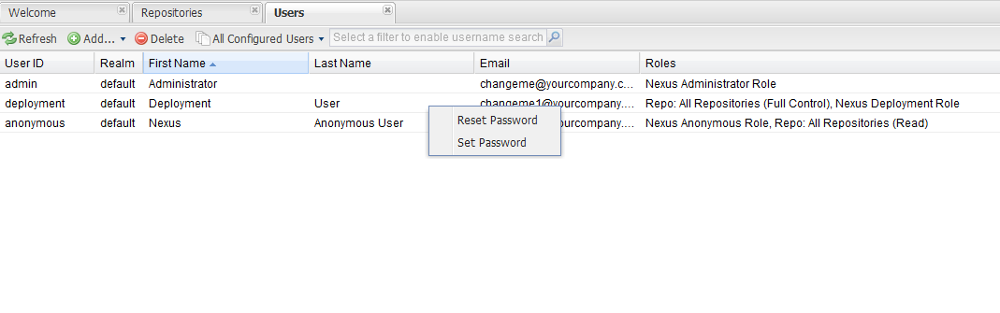 Welcome Repositories Users
Refresh Add... Delete All Configured Users Select a filter to enable username search
User ID Realm First Name Last Name Email Roles
admin default Administrator changeme@yourcompany.c... Nexus Administrator Role
deployment default Deployment User changeme1@yourcompany.... Repo: All Repositories (Full Control), Nexus Deployment Role
anonymous default Nexus Anonymous User yourcompany.... Nexus Anonymous Role, Repo: All Repositories (Read)
Reset Password
Set Password